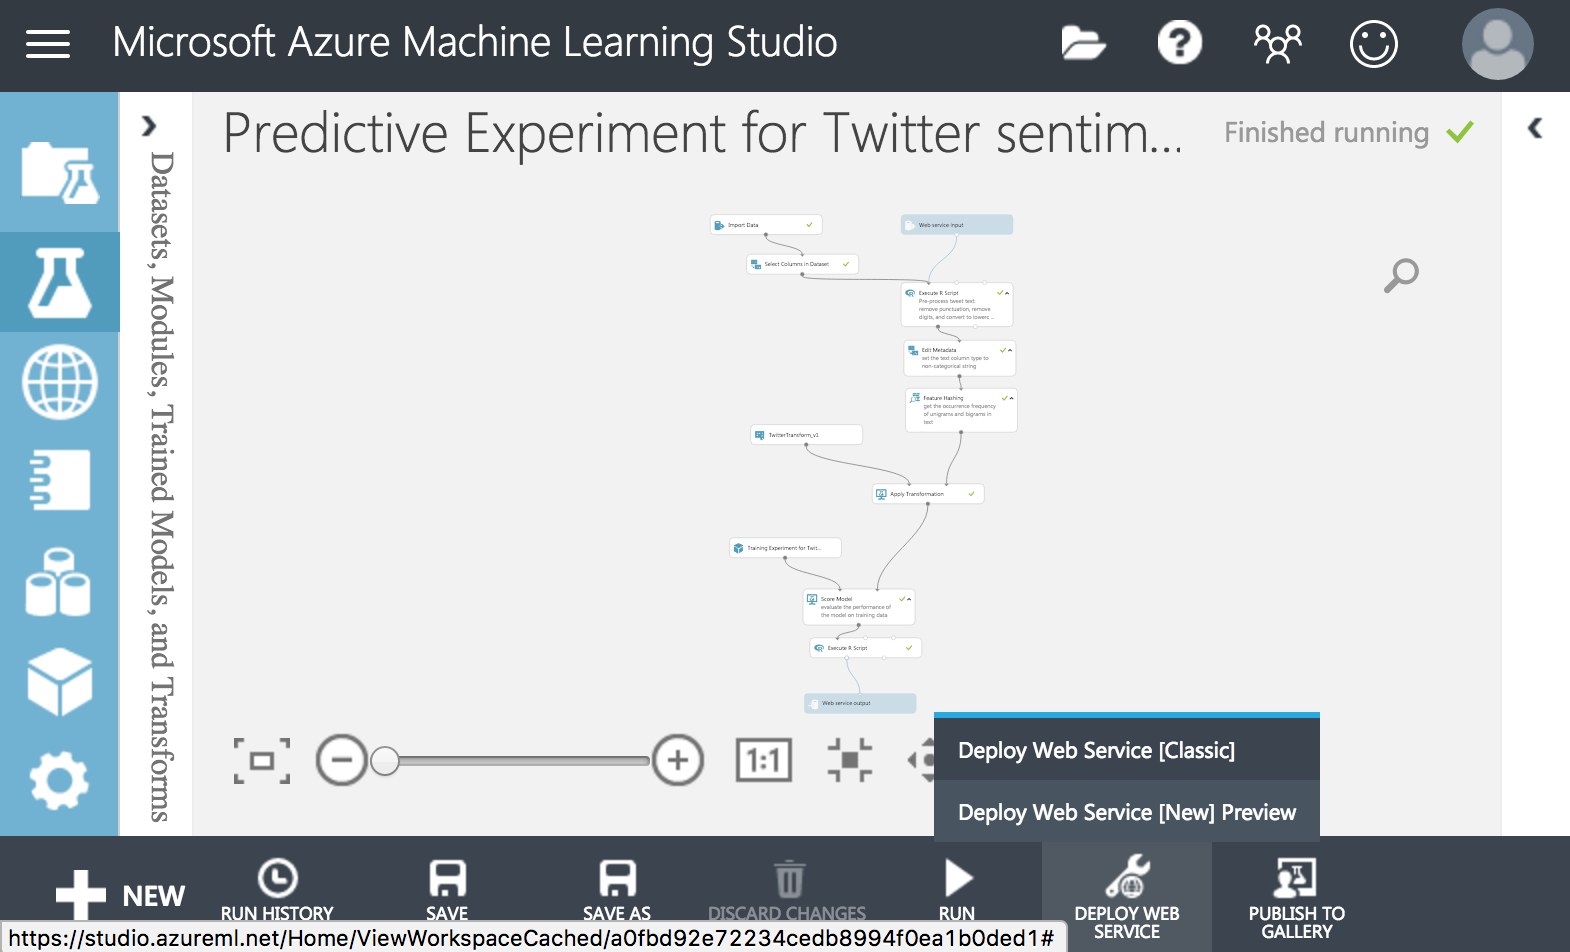 Microsoft Azure Machine Learning Studio
Predictive Experiment for Twitter sentim...
Finished running
Datasets, Modules, Trained Models, and Transforms
Import Data
Web service input
Select Columns in Dataset
Execute R Script
Pre-process tweet text:
remove punctuation, remove
digits, and convert to lowerc ...
Edit Metadata
set the text column type to
non-categorical string
Feature Hashing
get the occurrence frequency
of unigrams and bigrams in
text
TwitterTransform_v1
Apply Transformation
Training Experiment for Twit...
Score Model
evaluate the performance of
the model on training data
Execute R Script
Web service output
1:1
Deploy Web Service [Classic]
Deploy Web Service [New] Preview
NEW
RUN HISTORY
SAVE
SAVE AS
DISCARD CHANGES
RUN
DEPLOY WEB
SERVICE
PUBLISH TO
GALLERY
https://studio.azureml.net/Home/ViewWorkspaceCached/a0fbd92e72234cedb8994f0ea1b0ded1#